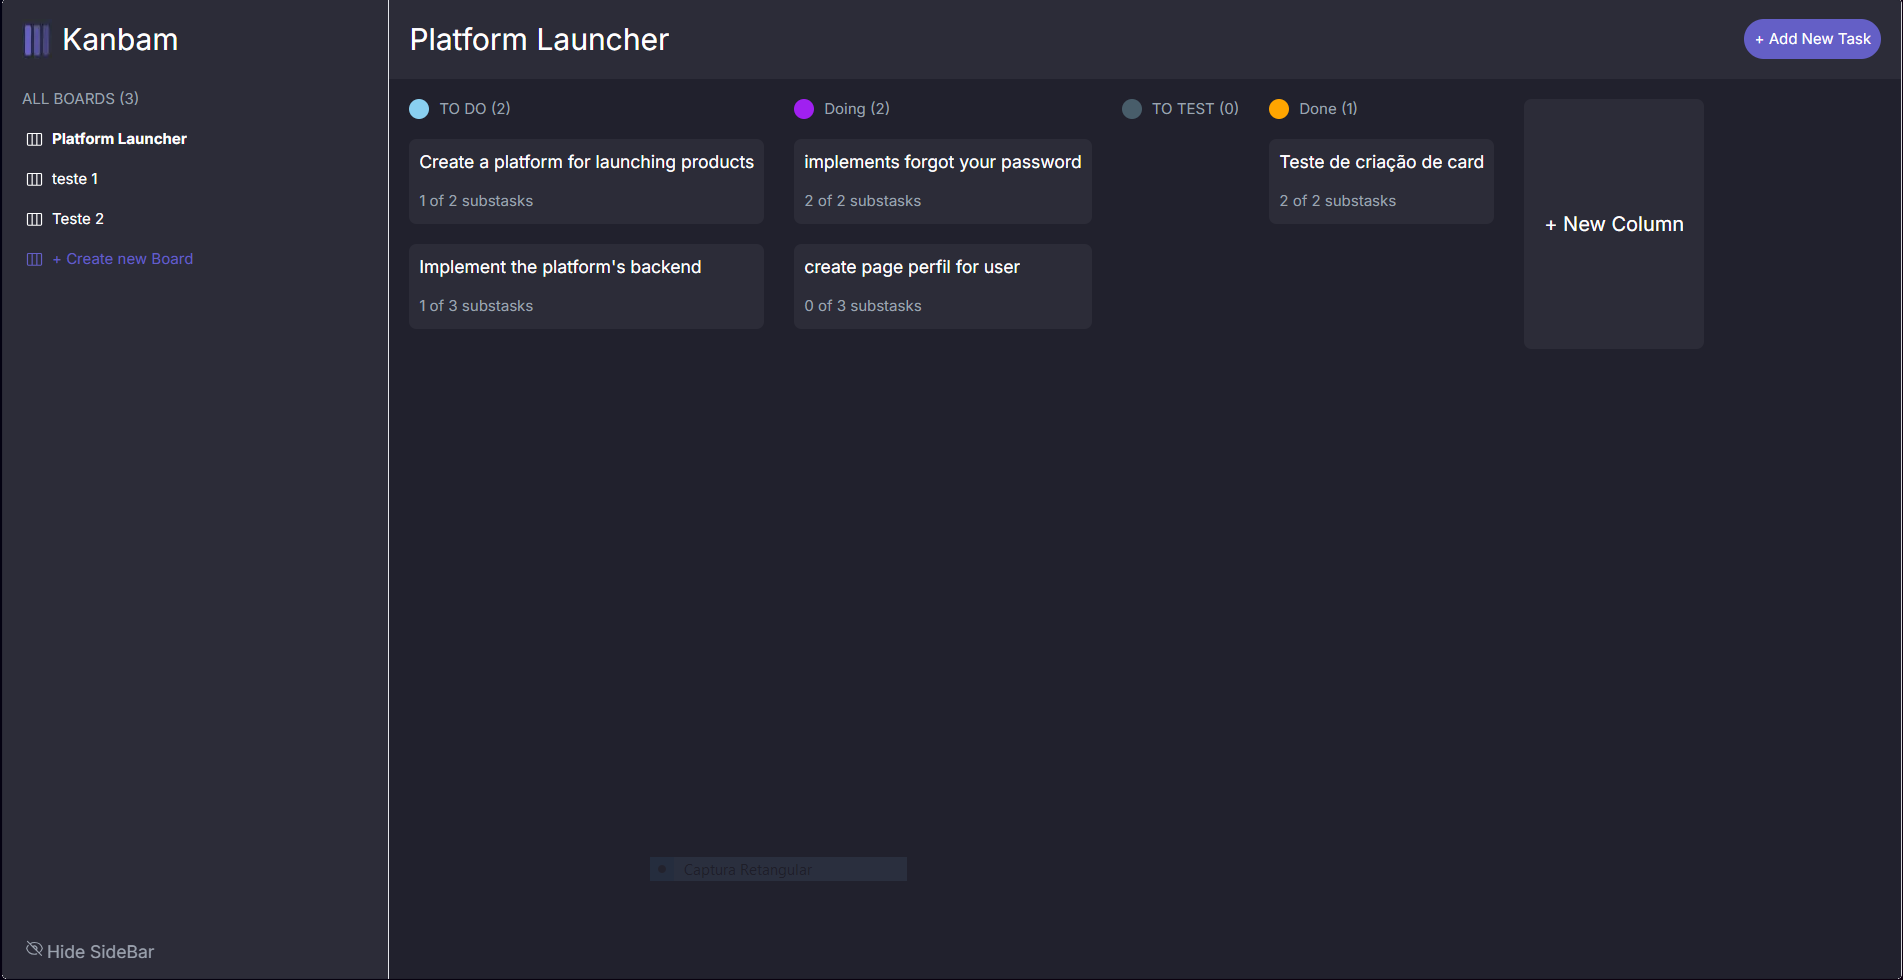 Kanbam
ALL BOARDS (3)
Platform Launcher
teste 1
Teste 2
+ Create new Board
Hide SideBar
Platform Launcher
+ Add New Task
TO DO (2)
Create a platform for launching products
1 of 2 substasks
Implement the platform's backend
1 of 3 substasks
Doing (2)
implements forgot your password
2 of 2 substasks
create page perfil for user
0 of 3 substasks
TO TEST (0)
Done (1)
Teste de criação de card
2 of 2 substasks
+ New Column
Captura Retangular